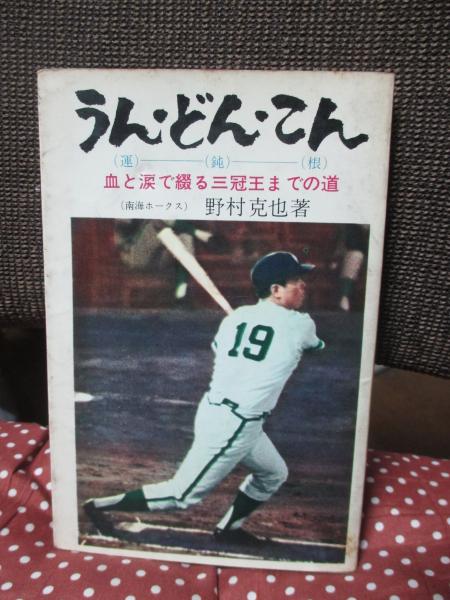 うん・どん・こん
(運)――(鈍)――(根)
血と涙で綴る三冠王までの道
(南海ホークス) 野村克也著
19